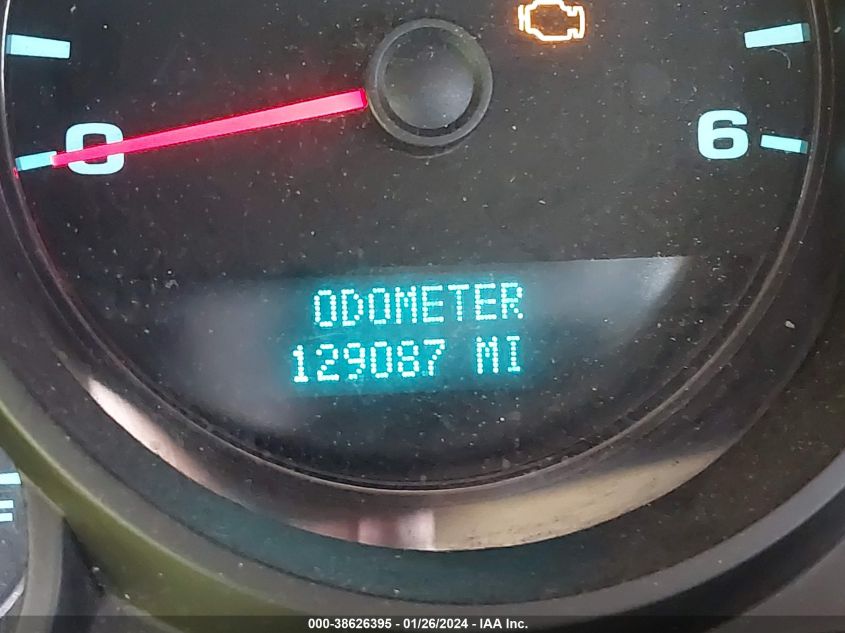 0
6
ODOMETER
129087 MI
000-38626395 - 01/26/2024 - IAA Inc.